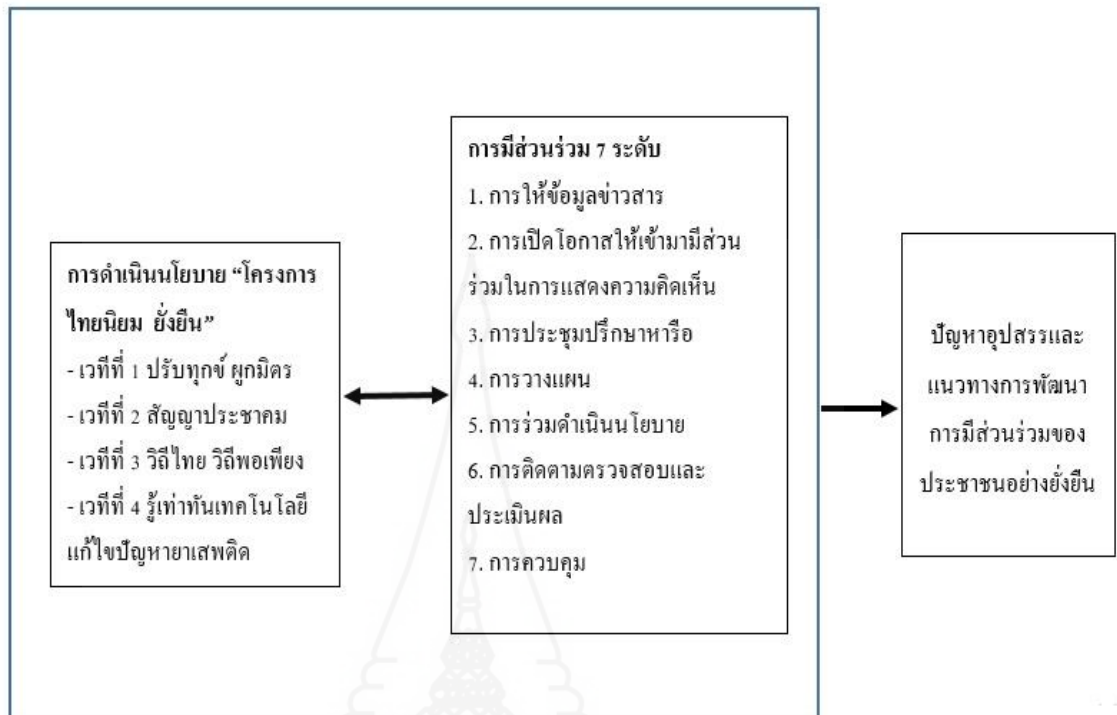 การดำเนินนโยบาย “โครงการ
ไทยนิยม ยั่งยืน”
- เวทีที่ 1 ปรับทุกข์ ผูกมิตร
- เวทีที่ 2 สัญญาประชาคม
- เวทีที่ 3 วิถีไทย วิถีพอเพียง
- เวทีที่ 4 รู้เท่าทันเทคโนโลยี
แก้ไขปัญหายาเสพติด
การมีส่วนร่วม 7 ระดับ
1. การให้ข้อมูลข่าวสาร
2. การเปิดโอกาสให้เข้ามามีส่วน
ร่วมในการแสดงความคิดเห็น
3. การประชุมปรึกษาหารือ
4. การวางแผน
5. การร่วมดำเนินนโยบาย
6. การติดตามตรวจสอบและ
ประเมินผล
7. การควบคุม
ปัญหาอุปสรรและ
แนวทางการพัฒนา
การมีส่วนร่วมของ
ประชาชนอย่างยั่งยืน